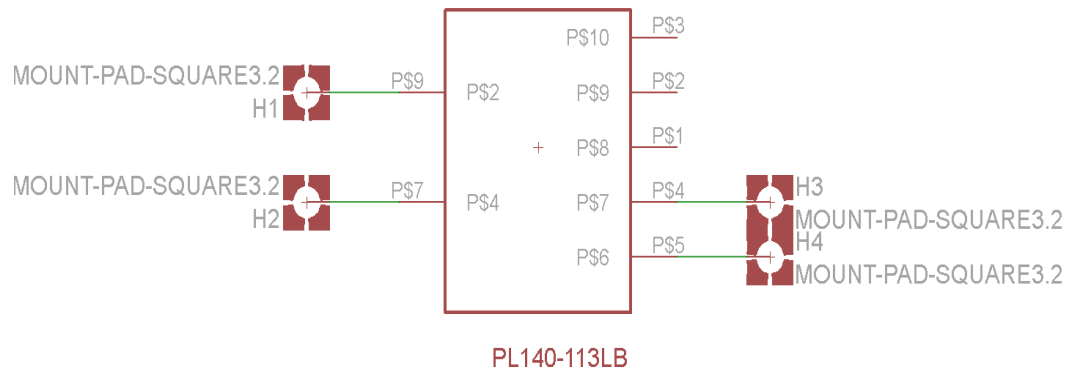 P$10 P$3
MOUNT-PAD-SQUARE3.2 P$9 P$2 P$9 P$2
H1
P$8 P$1
MOUNT-PAD-SQUARE3.2 P$7 P$4 P$7 P$4 H3
H2 MOUNT-PAD-SQUARE3.2
P$6 P$5 H4
MOUNT-PAD-SQUARE3.2
PL140-113LB